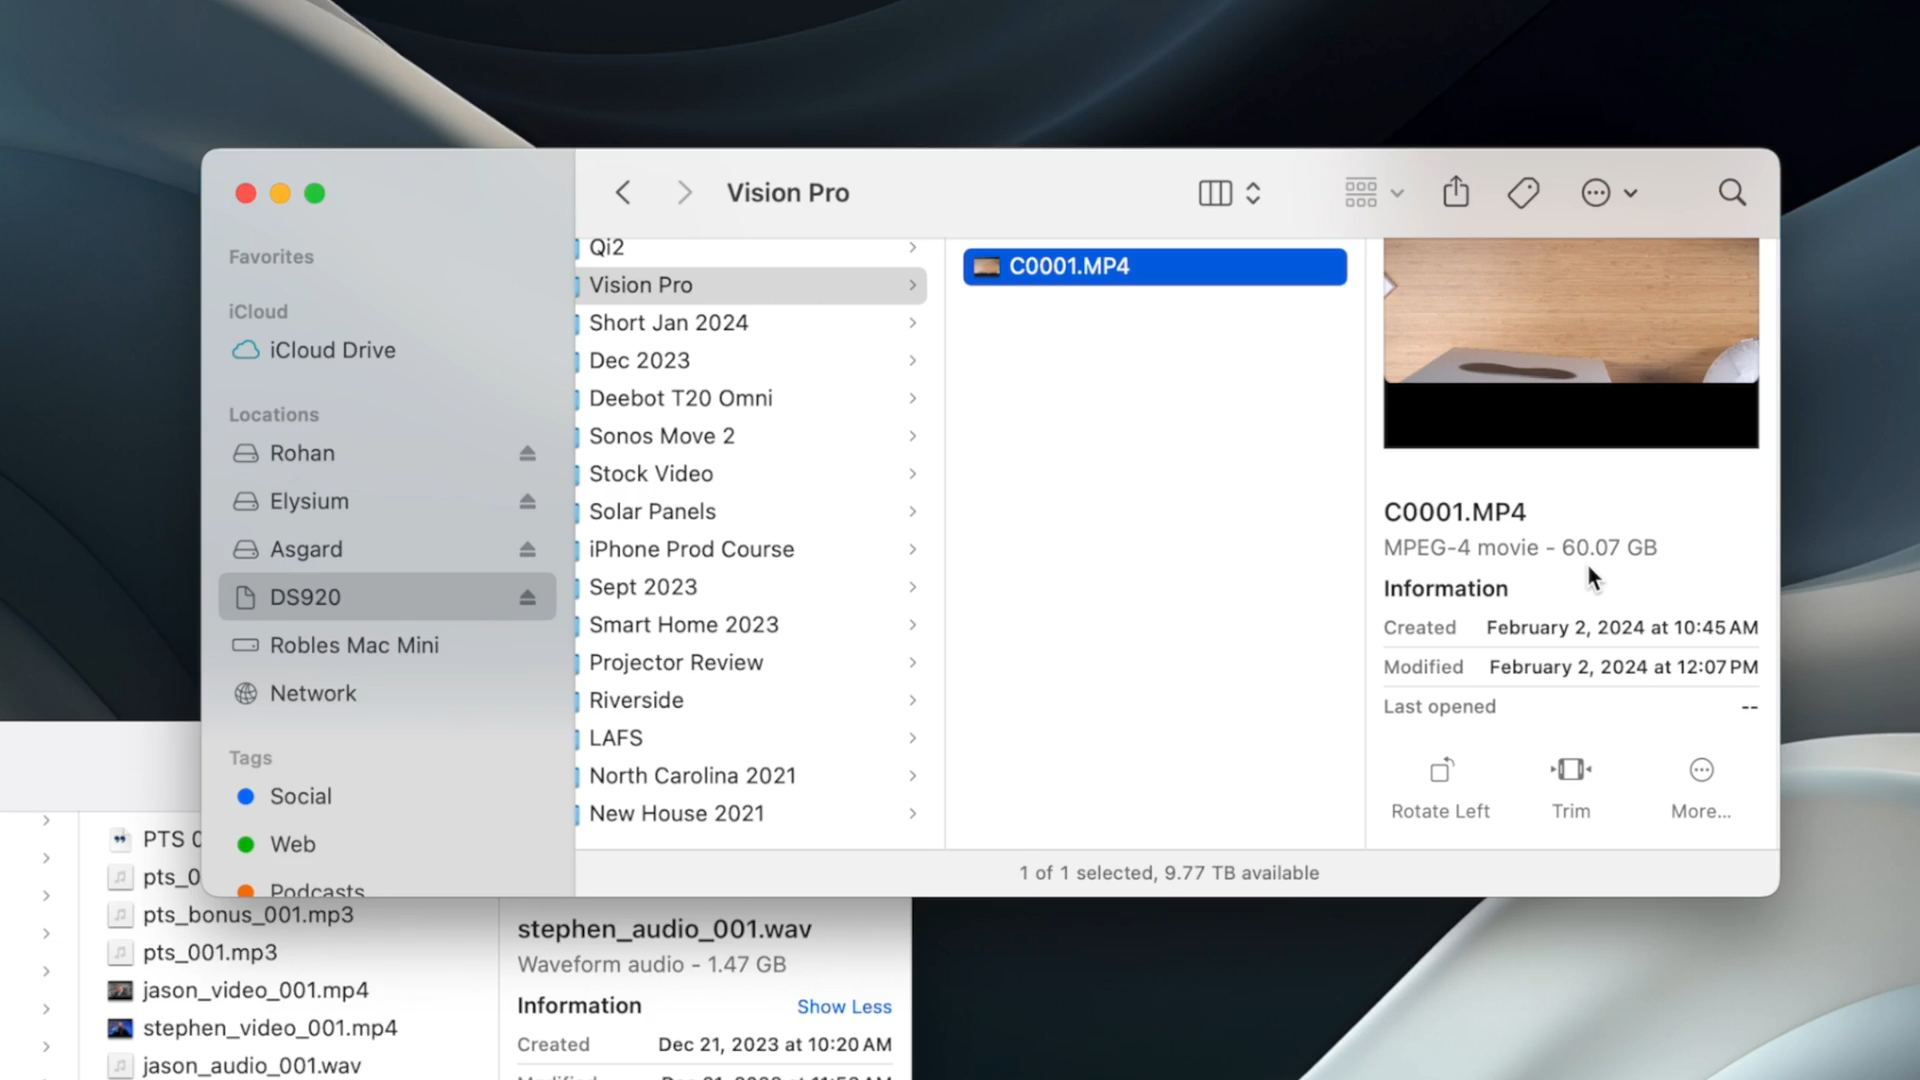 Vision Pro
Favorites
iCloud
iCloud Drive
Locations
Rohan
Elysium
Asgard
DS920
Robles Mac Mini
Network
Tags
Social
Web
Podcasts
Qi2
Vision Pro
Short Jan 2024
Dec 2023
Deebot T20 Omni
Sonos Move 2
Stock Video
Solar Panels
iPhone Prod Course
Sept 2023
Smart Home 2023
Projector Review
Riverside
LAFS
North Carolina 2021
New House 2021
C0001.MP4
C0001.MP4
MPEG-4 movie - 60.07 GB
Information
Created February 2, 2024 at 10:45 AM
Modified February 2, 2024 at 12:07 PM
Last opened --
Rotate Left Trim More...
1 of 1 selected, 9.77 TB available
PTS
pts_0
pts_bonus_001.mp3
pts_001.mp3
jason_video_001.mp4
stephen_video_001.mp4
jason_audio_001.wav
stephen_audio_001.wav
Waveform audio - 1.47 GB
Information Show Less
Created Dec 21, 2023 at 10:20 AM